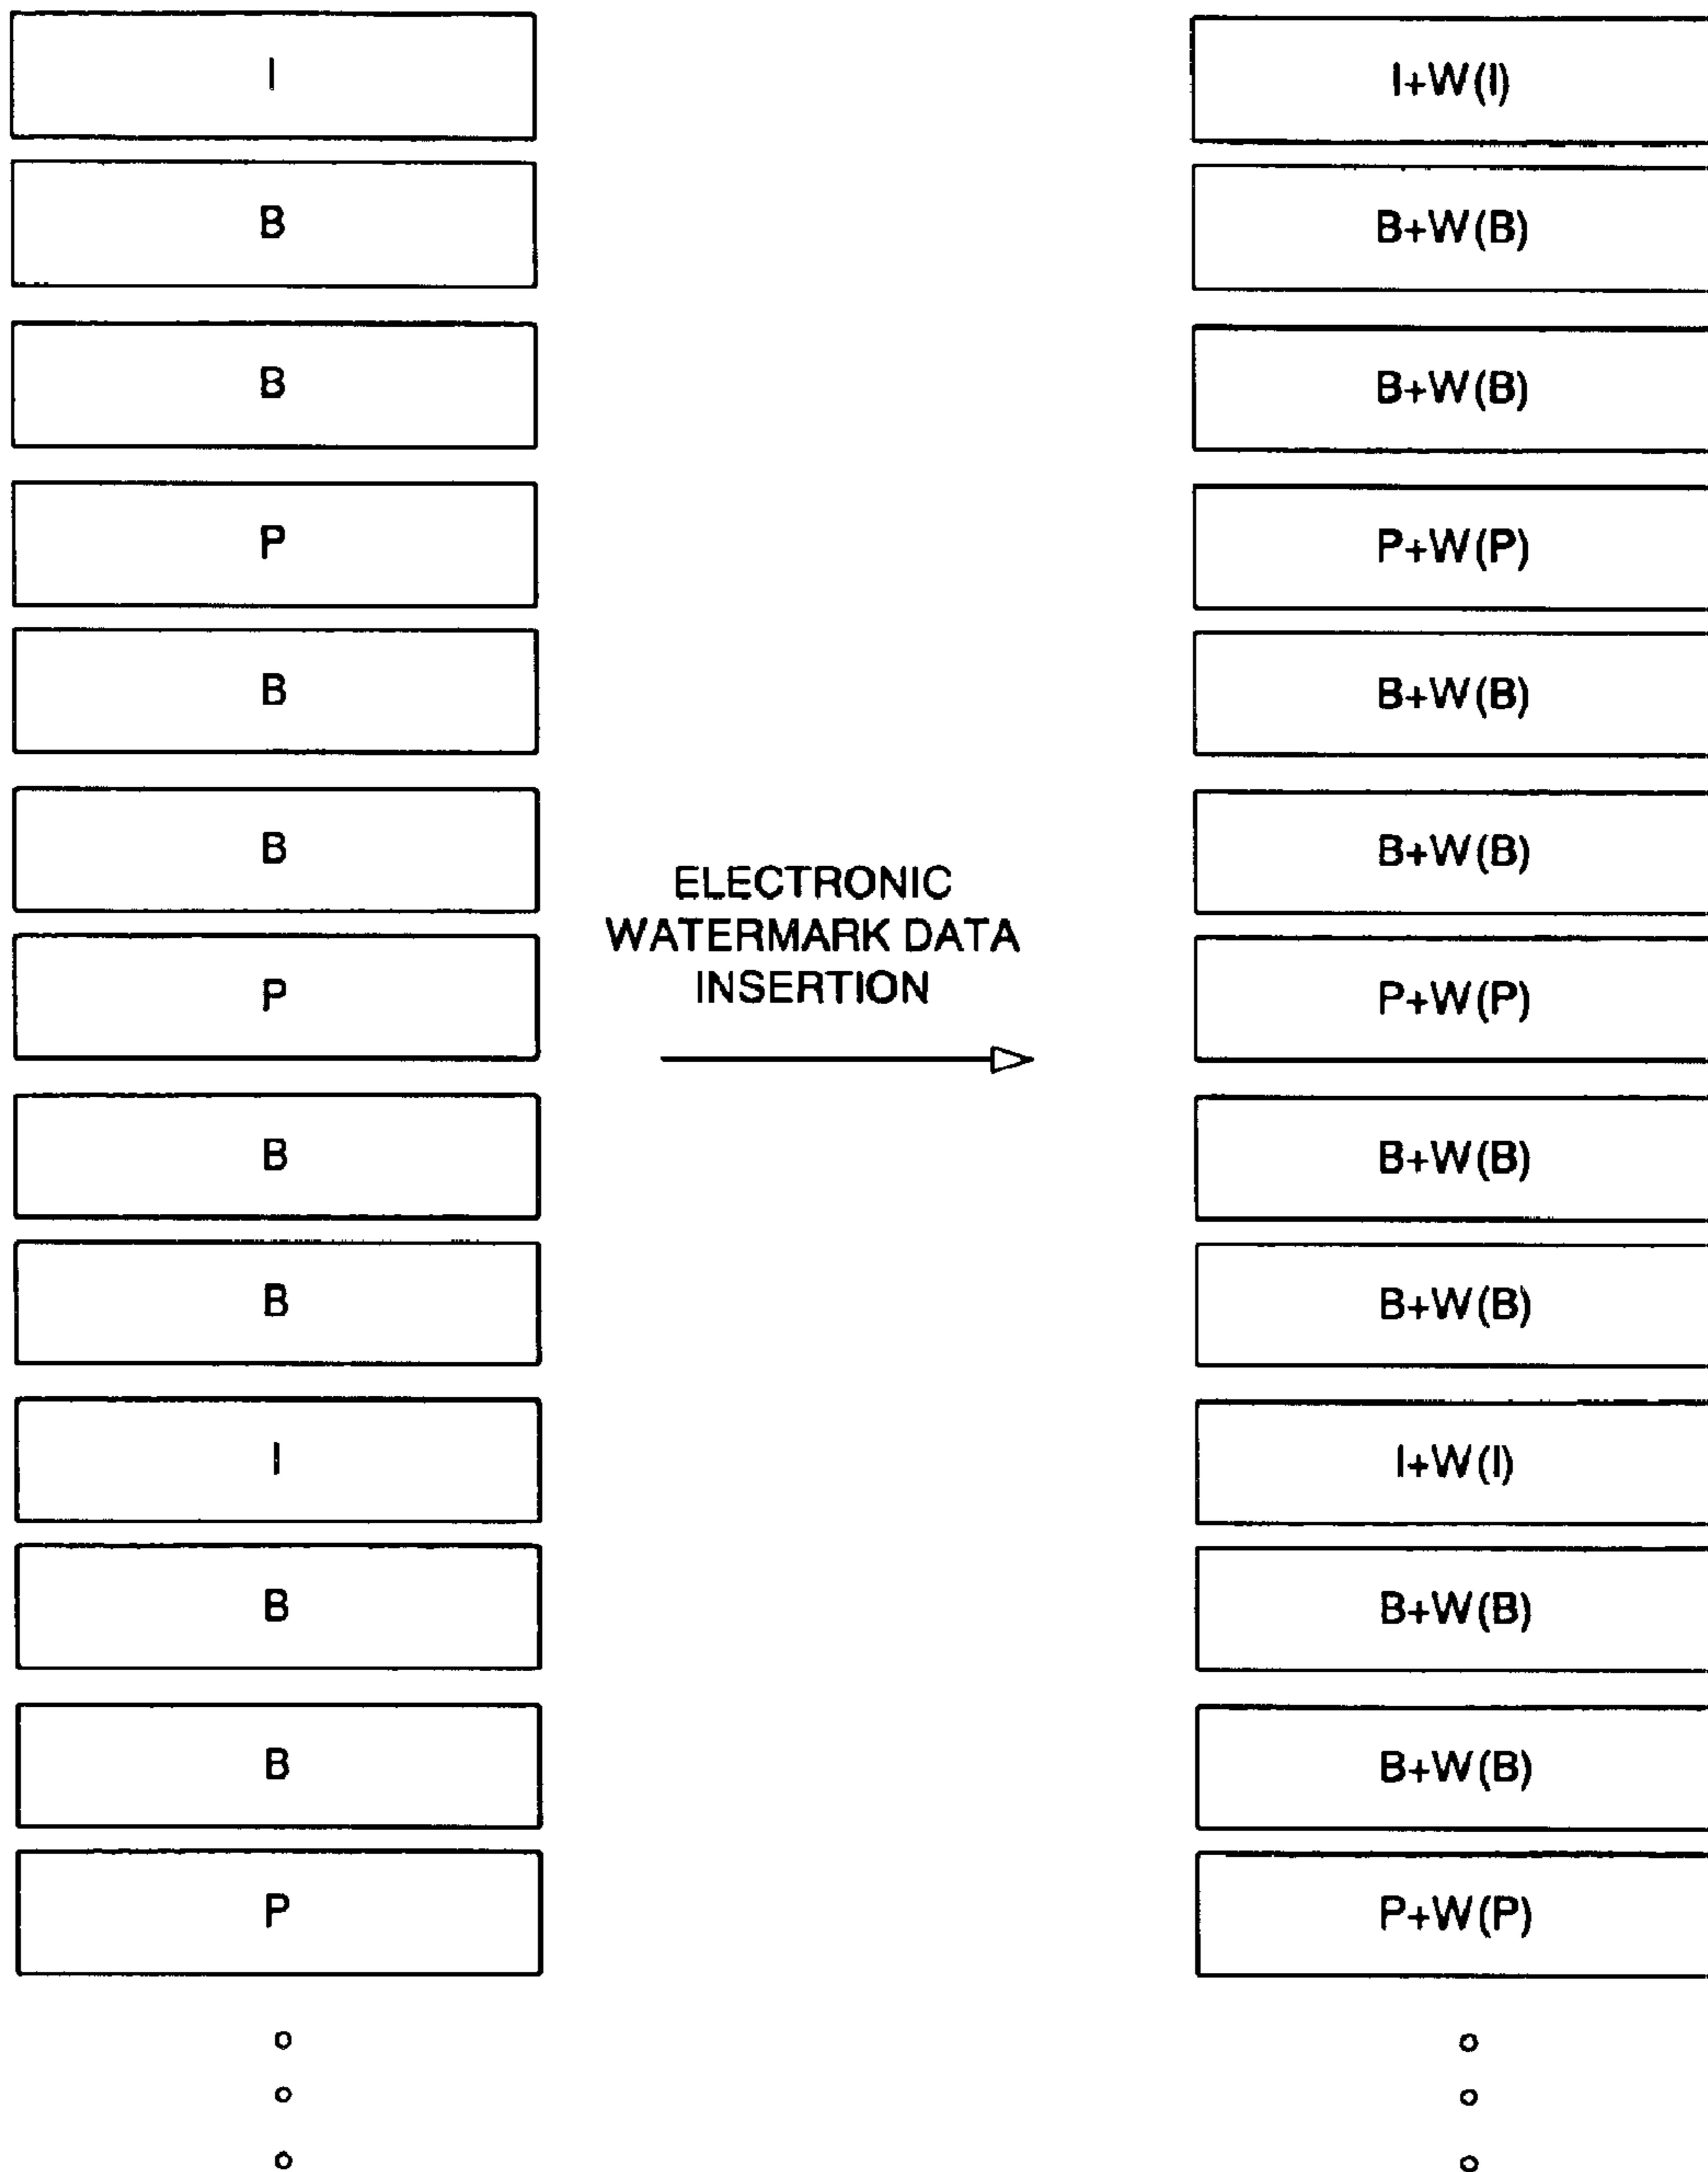 I
B
B
P
B
B
P
B
B
I
B
B
P
ELECTRONIC
WATERMARK DATA
INSERTION
I+W(I)
B+W(B)
B+W(B)
P+W(P)
B+W(B)
B+W(B)
P+W(P)
B+W(B)
B+W(B)
I+W(I)
B+W(B)
B+W(B)
P+W(P)